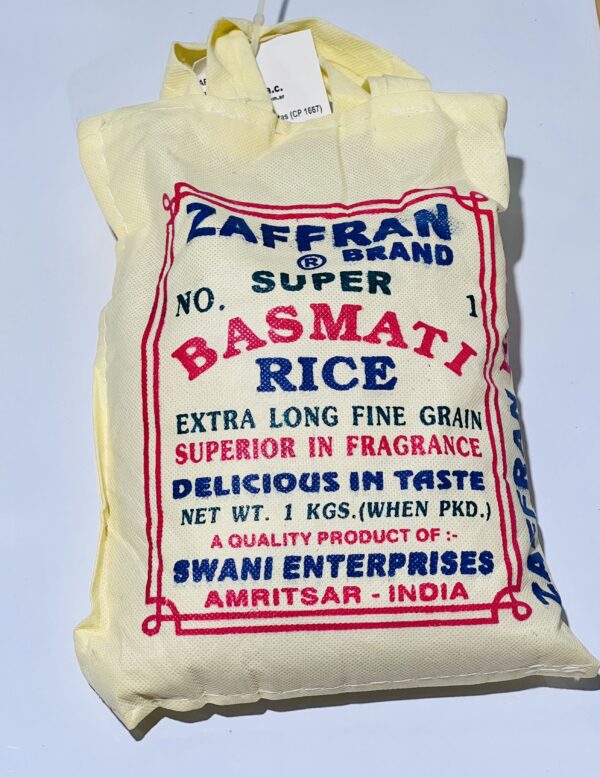 a.c.
(CP 1667)
ZAFFRAN
® BRAND
SUPER
NO. 1
BASMATI
RICE
EXTRA LONG FINE GRAIN
SUPERIOR IN FRAGRANCE
DELICIOUS IN TASTE
NET WT. 1 KGS.(WHEN PKD.)
A QUALITY PRODUCT OF :-
SWANI ENTERPRISES
AMRITSAR - INDIA
ZAFFRAN